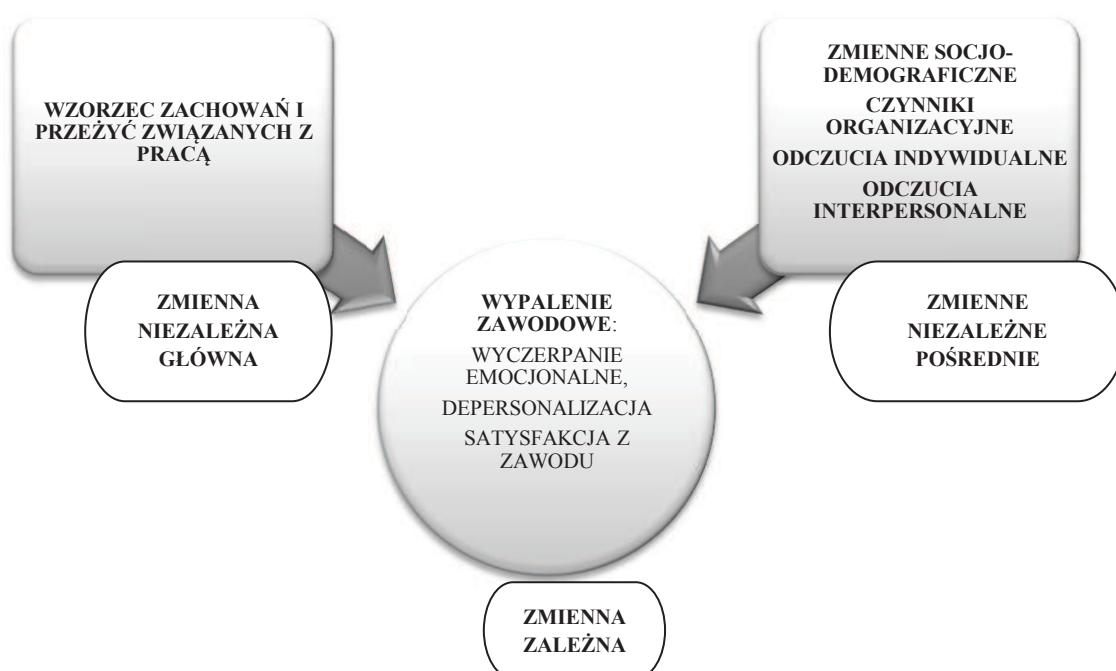 WZORZEC ZACHOWAŃ I
PRZEŻYĆ ZWIĄZANYCH Z
PRACĄ
ZMIENNA
NIEZALEŻNA
GŁÓWNA
ZMIENNE SOCJO-
DEMOGRAFICZNE
CZYNNIKI
ORGANIZACYJNE
ODCZUCIA INDYWIDUALNE
ODCZUCIA
INTERPERSONALNE
ZMIENNE
NIEZALEŻNE
POŚREDNIE
WYPALENIE
ZAWODOWE:
WYCZERPANIE
EMOCJONALNE,
DEPERSONALIZACJA
SATYSFAKCJA Z
ZAWODU
ZMIENNA
ZALEŻNA